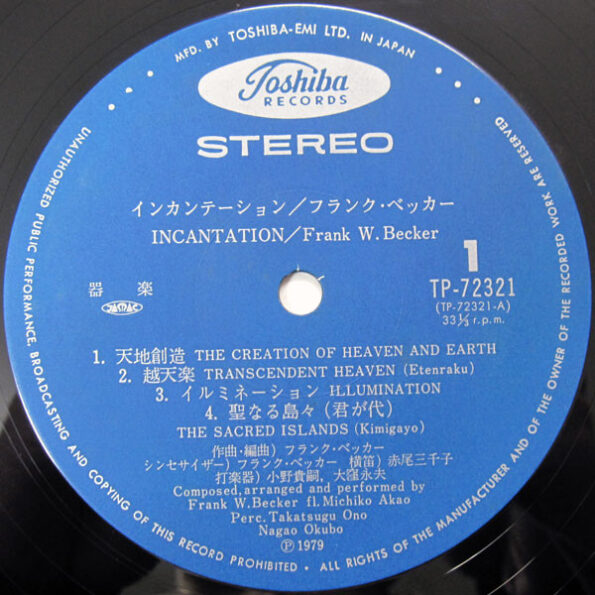 MFD. BY TOSHIBA-EMI LTD. IN JAPAN
Toshiba
RECORDS
STEREO
インカンテーション/フランク・ベッカー
INCANTATION/Frank W. Becker
1
器 楽
JASRAC
TP-72321
(TP-72321-A)
33⅓ r.p.m.
1. 天地創造 THE CREATION OF HEAVEN AND EARTH
2. 越天楽 TRANSCENDENT HEAVEN (Etenraku)
3. イルミネーション ILLUMINATION
4. 聖なる島々 (君が代)
THE SACRED ISLANDS (Kimigayo)
作曲・編曲) フランク・ベッカー
シンセサイザー) フランク・ベッカー 横笛) 赤尾三千子
打楽器) 小野貴嗣, 大窪永夫
Composed, arranged and performed by
Frank W. Becker fl. Michiko Akao
Perc. Takatsugu Ono
Nagao Okubo
Ⓟ 1979
UNAUTHORIZED PUBLIC PERFORMANCE, BROADCASTING AND COPYING OF THIS RECORD PROHIBITED • ALL RIGHTS OF THE MANUFACTURER AND OF THE OWNER OF THE RECORDED WORK ARE RESERVED